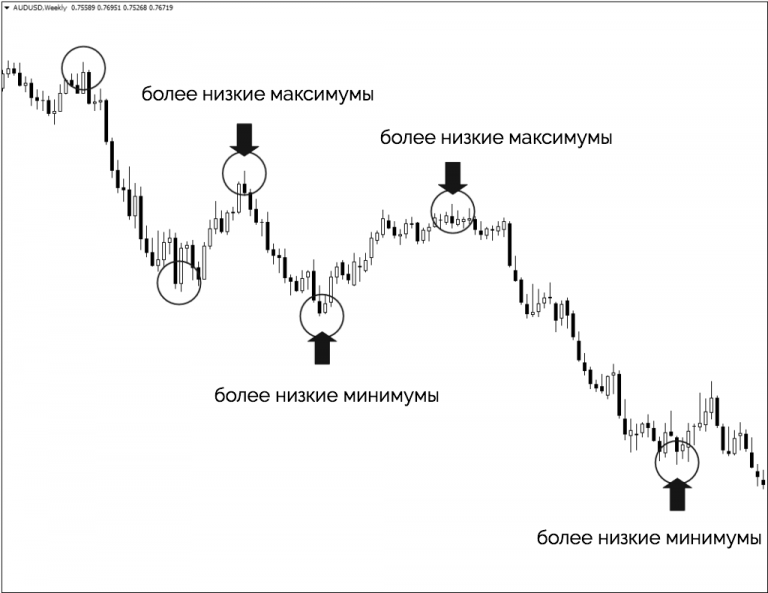 AUDUSD,Weekly 0.75589 0.76951 0.75268 0.76719
более низкие максимумы
более низкие максимумы
более низкие минимумы
более низкие минимумы